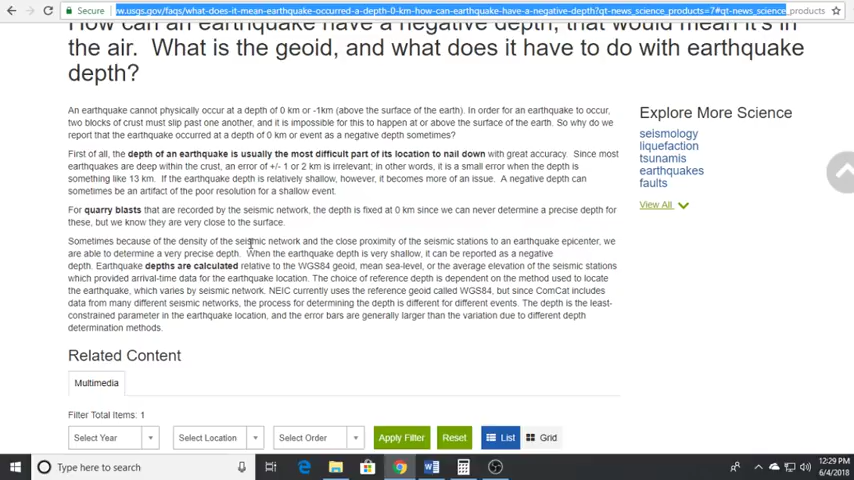 Secure
w.usgs.gov/faqs/what-does-it-mean-earthquake-occurred-a-depth-0-km-how-can-earthquake-have-a-negative-depth?qt-news_science_products=7#qt-news_science_products
How can an earthquake have a negative depth; that would mean it's in
the air.  What is the geoid, and what does it have to do with earthquake
depth?
An earthquake cannot physically occur at a depth of 0 km or -1km (above the surface of the earth). In order for an earthquake to occur,
two blocks of crust must slip past one another, and it is impossible for this to happen at or above the surface of the earth. So why do we
report that the earthquake occurred at a depth of 0 km or event as a negative depth sometimes?
First of all, the depth of an earthquake is usually the most difficult part of its location to nail down with great accuracy.  Since most
earthquakes are deep within the crust, an error of +/- 1 or 2 km is irrelevant; in other words, it is a small error when the depth is
something like 13 km.  If the earthquake depth is relatively shallow, however, it becomes more of an issue.  A negative depth can
sometimes be an artifact of the poor resolution for a shallow event.
For quarry blasts that are recorded by the seismic network, the depth is fixed at 0 km since we can never determine a precise depth for
these, but we know they are very close to the surface.
Sometimes because of the density of the seismic network and the close proximity of the seismic stations to an earthquake epicenter, we
are able to determine a very precise depth.  When the earthquake depth is very shallow, it can be reported as a negative
depth. Earthquake depths are calculated relative to the WGS84 geoid, mean sea-level, or the average elevation of the seismic stations
which provided arrival-time data for the earthquake location. The choice of reference depth is dependent on the method used to locate
the earthquake, which varies by seismic network. NEIC currently uses the reference geoid called WGS84, but since ComCat includes
data from many different seismic networks, the process for determining the depth is different for different events. The depth is the least-
constrained parameter in the earthquake location, and the error bars are generally larger than the variation due to different depth
determination methods.
Explore More Science
seismology
liquefaction
tsunamis
earthquakes
faults
View All
Related Content
Multimedia
Filter Total Items: 1
Select Year
Select Location
Select Order
Apply Filter
Reset
List
Grid
Type here to search
12:29 PM
6/4/2018